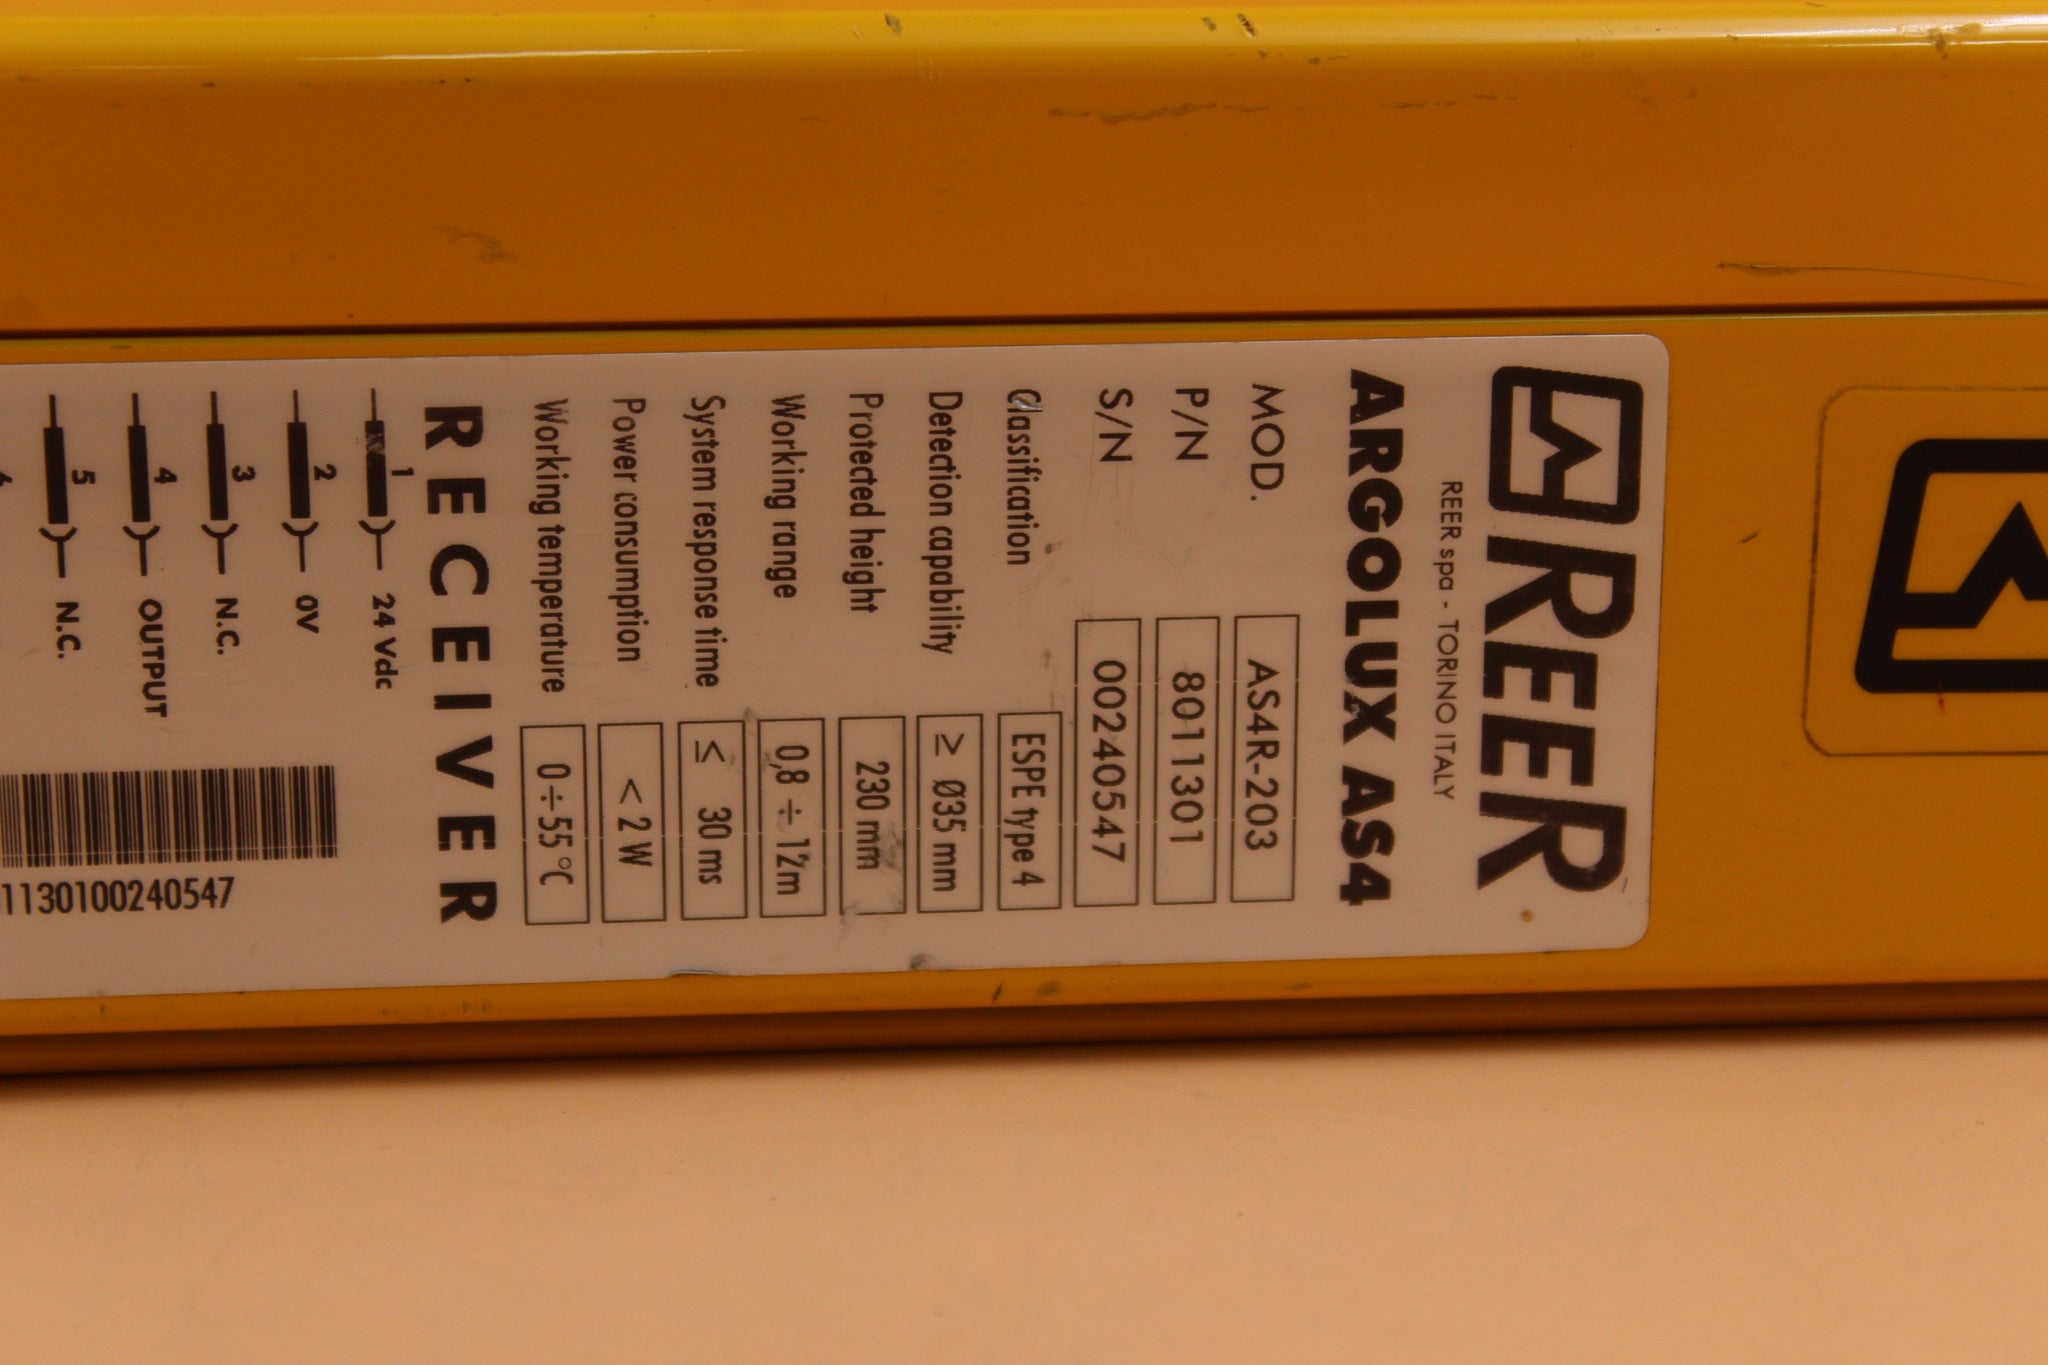 REER
REER spa - TORINO ITALY
ARGOLUX AS4
MOD. AS4R-203
P/N 8011301
S/N 00240547
Classification ESPE type 4
Detection capability ≥ Ø35 mm
Protected height 230 mm
Working range 0,8 ÷ 12m
System response time ≤ 30 ms
Power consumption < 2 W
Working temperature 0÷55 °C
RECEIVER
1 24 Vdc
2 0V
3 N.C.
4 OUTPUT
5 N.C.
1130100240547